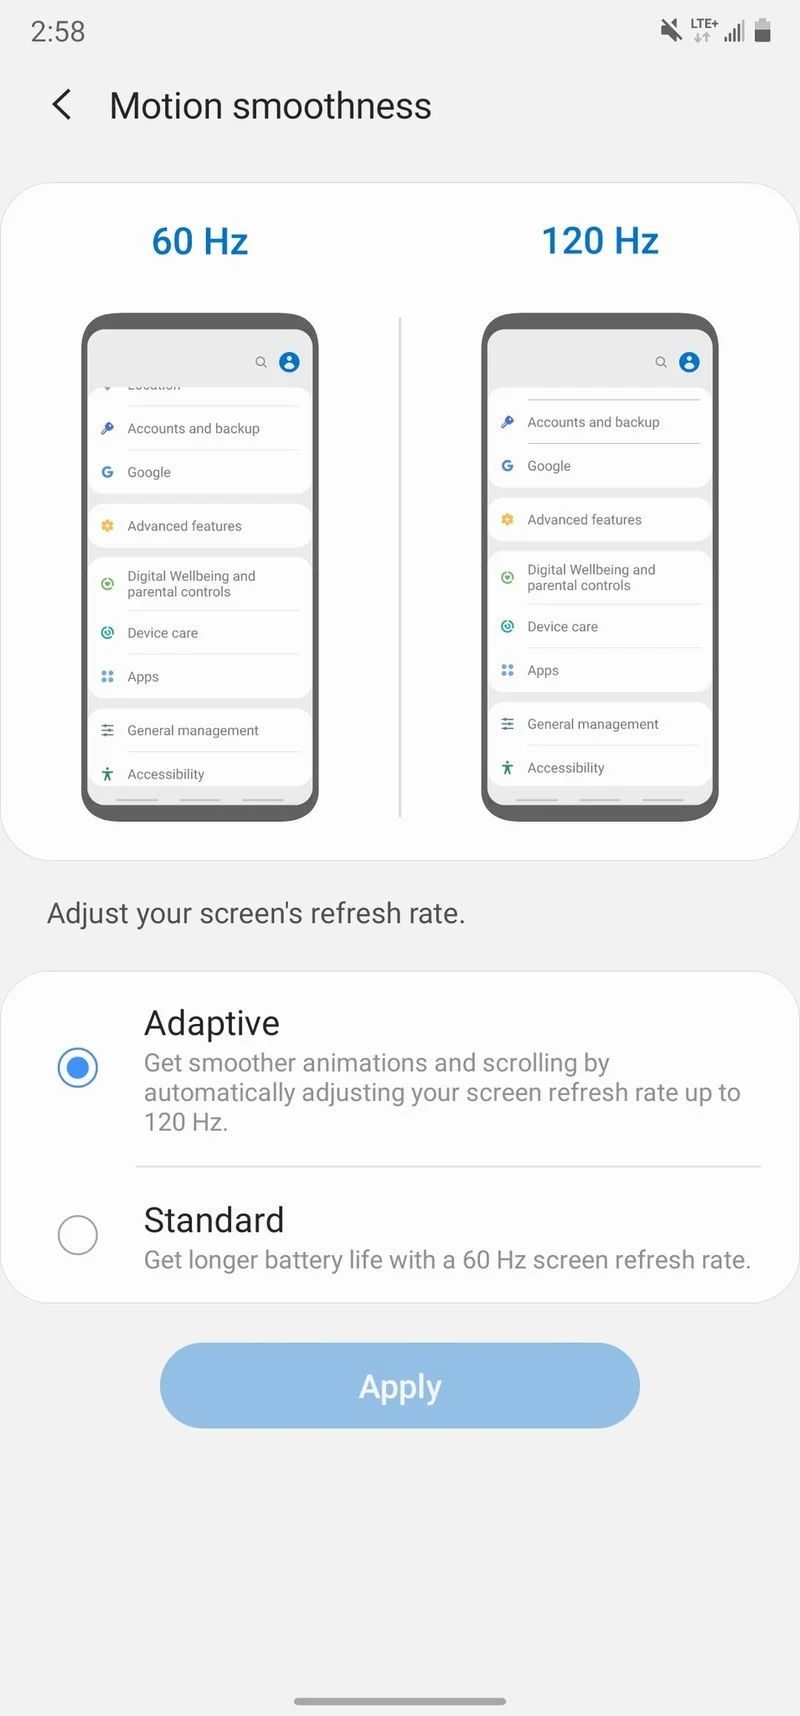 2:58
LTE+
Motion smoothness
60 Hz
120 Hz
Location
Accounts and backup
Google
Advanced features
Digital Wellbeing and
parental controls
Device care
Apps
General management
Accessibility
Accounts and backup
Google
Advanced features
Digital Wellbeing and
parental controls
Device care
Apps
General management
Accessibility
Adjust your screen's refresh rate.
Adaptive
Get smoother animations and scrolling by
automatically adjusting your screen refresh rate up to
120 Hz.
Standard
Get longer battery life with a 60 Hz screen refresh rate.
Apply